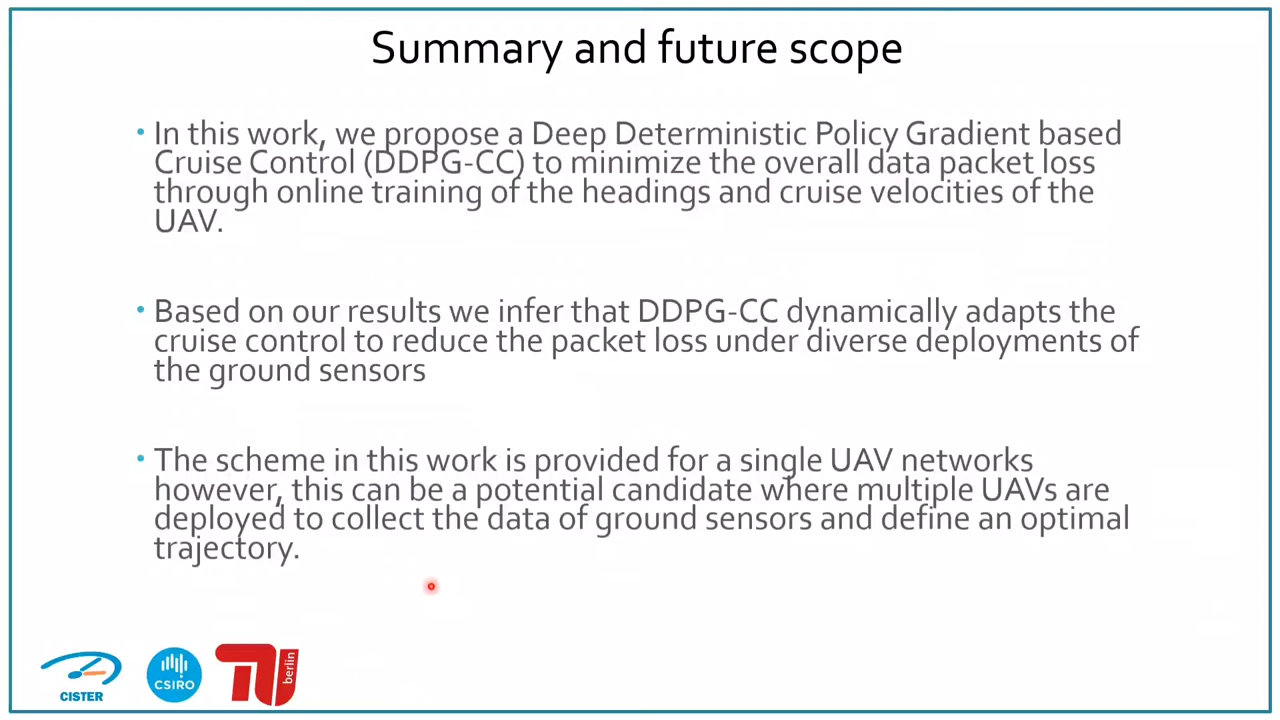 Summary and future scope
• In this work, we propose a Deep Deterministic Policy Gradient based
Cruise Control (DDPG-CC) to minimize the overall data packet loss
through online training of the headings and cruise velocities of the
UAV.
• Based on our results we infer that DDPG-CC dynamically adapts the
cruise control to reduce the packet loss under diverse deployments of
the ground sensors
• The scheme in this work is provided for a single UAV networks
however, this can be a potential candidate where multiple UAVs are
deployed to collect the data of ground sensors and define an optimal
trajectory.
CISTER
CSIRO
TU
berlin